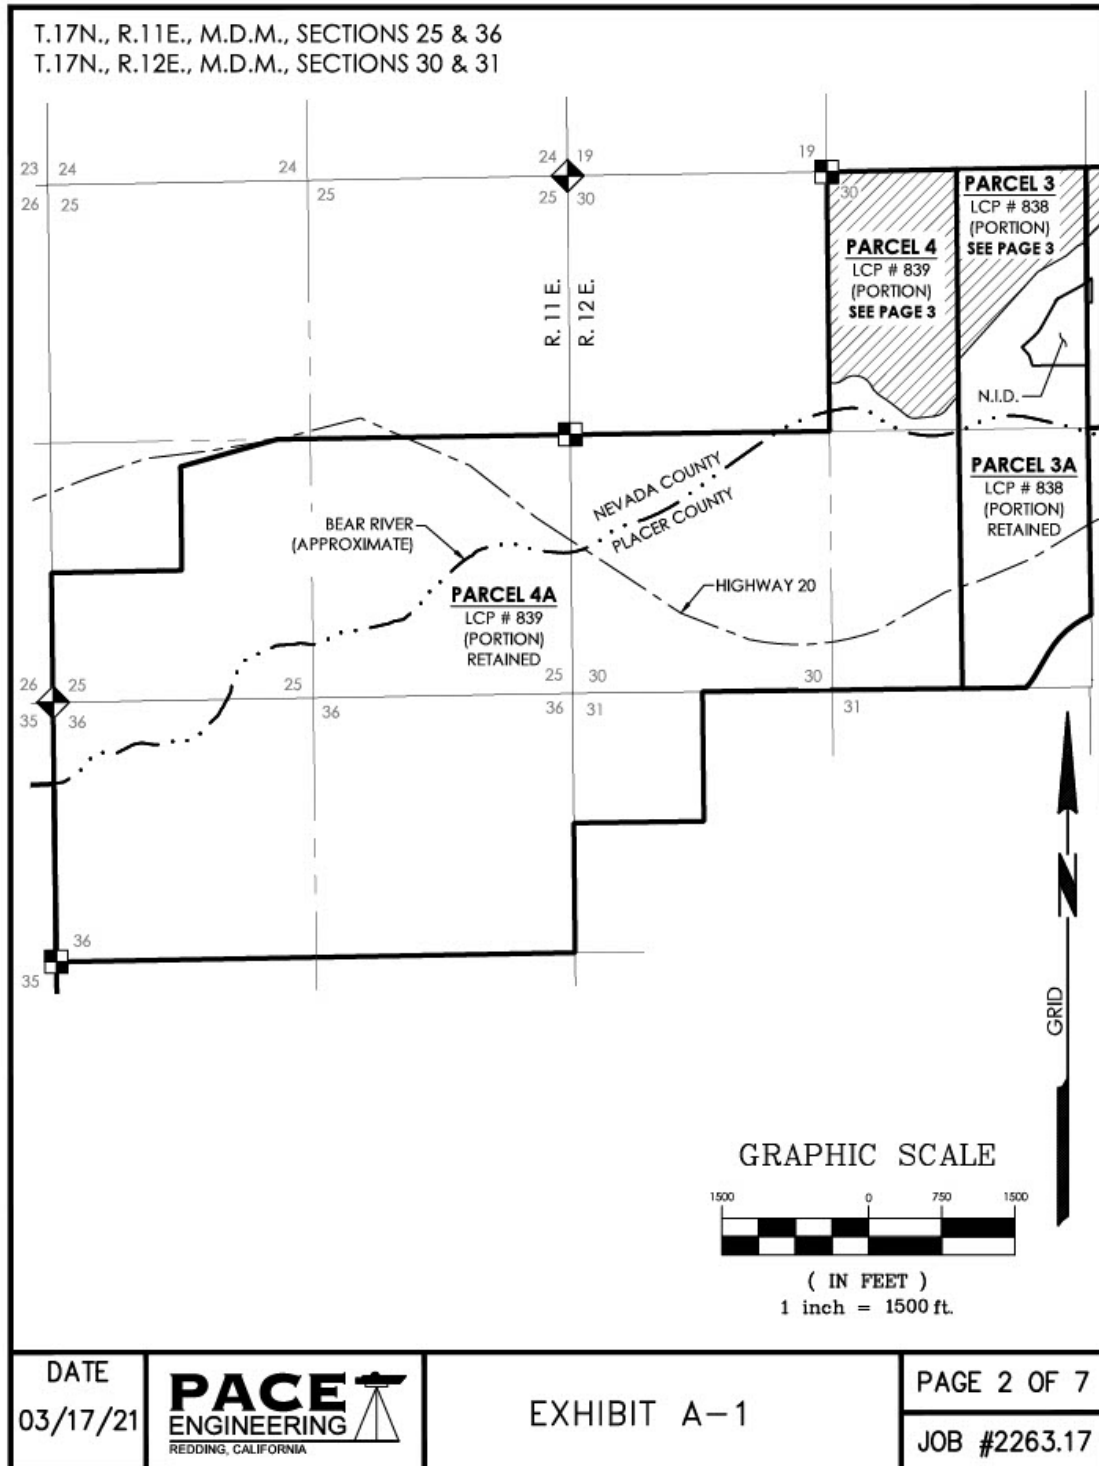 T.17N., R.11E., M.D.M., SECTIONS 25 & 36
T.17N., R.12E., M.D.M., SECTIONS 30 & 31
23 24
26 25
24
25
24 19
25 30
19
30
R. 11 E.
R. 12 E.
PARCEL 4
LCP # 839
(PORTION)
SEE PAGE 3
PARCEL 3
LCP # 838
(PORTION)
SEE PAGE 3
N.I.D.
PARCEL 3A
LCP # 838
(PORTION)
RETAINED
NEVADA COUNTY
PLACER COUNTY
BEAR RIVER
(APPROXIMATE)
HIGHWAY 20
PARCEL 4A
LCP # 839
(PORTION)
RETAINED
26 25
35 36
25
36
25 30
36 31
30
31
36
35
N
GRID
GRAPHIC SCALE
1500 0 750 1500
( IN FEET )
1 inch = 1500 ft.
DATE
03/17/21
PACE
ENGINEERING
REDDING, CALIFORNIA
EXHIBIT A-1
PAGE 2 OF 7
JOB #2263.17